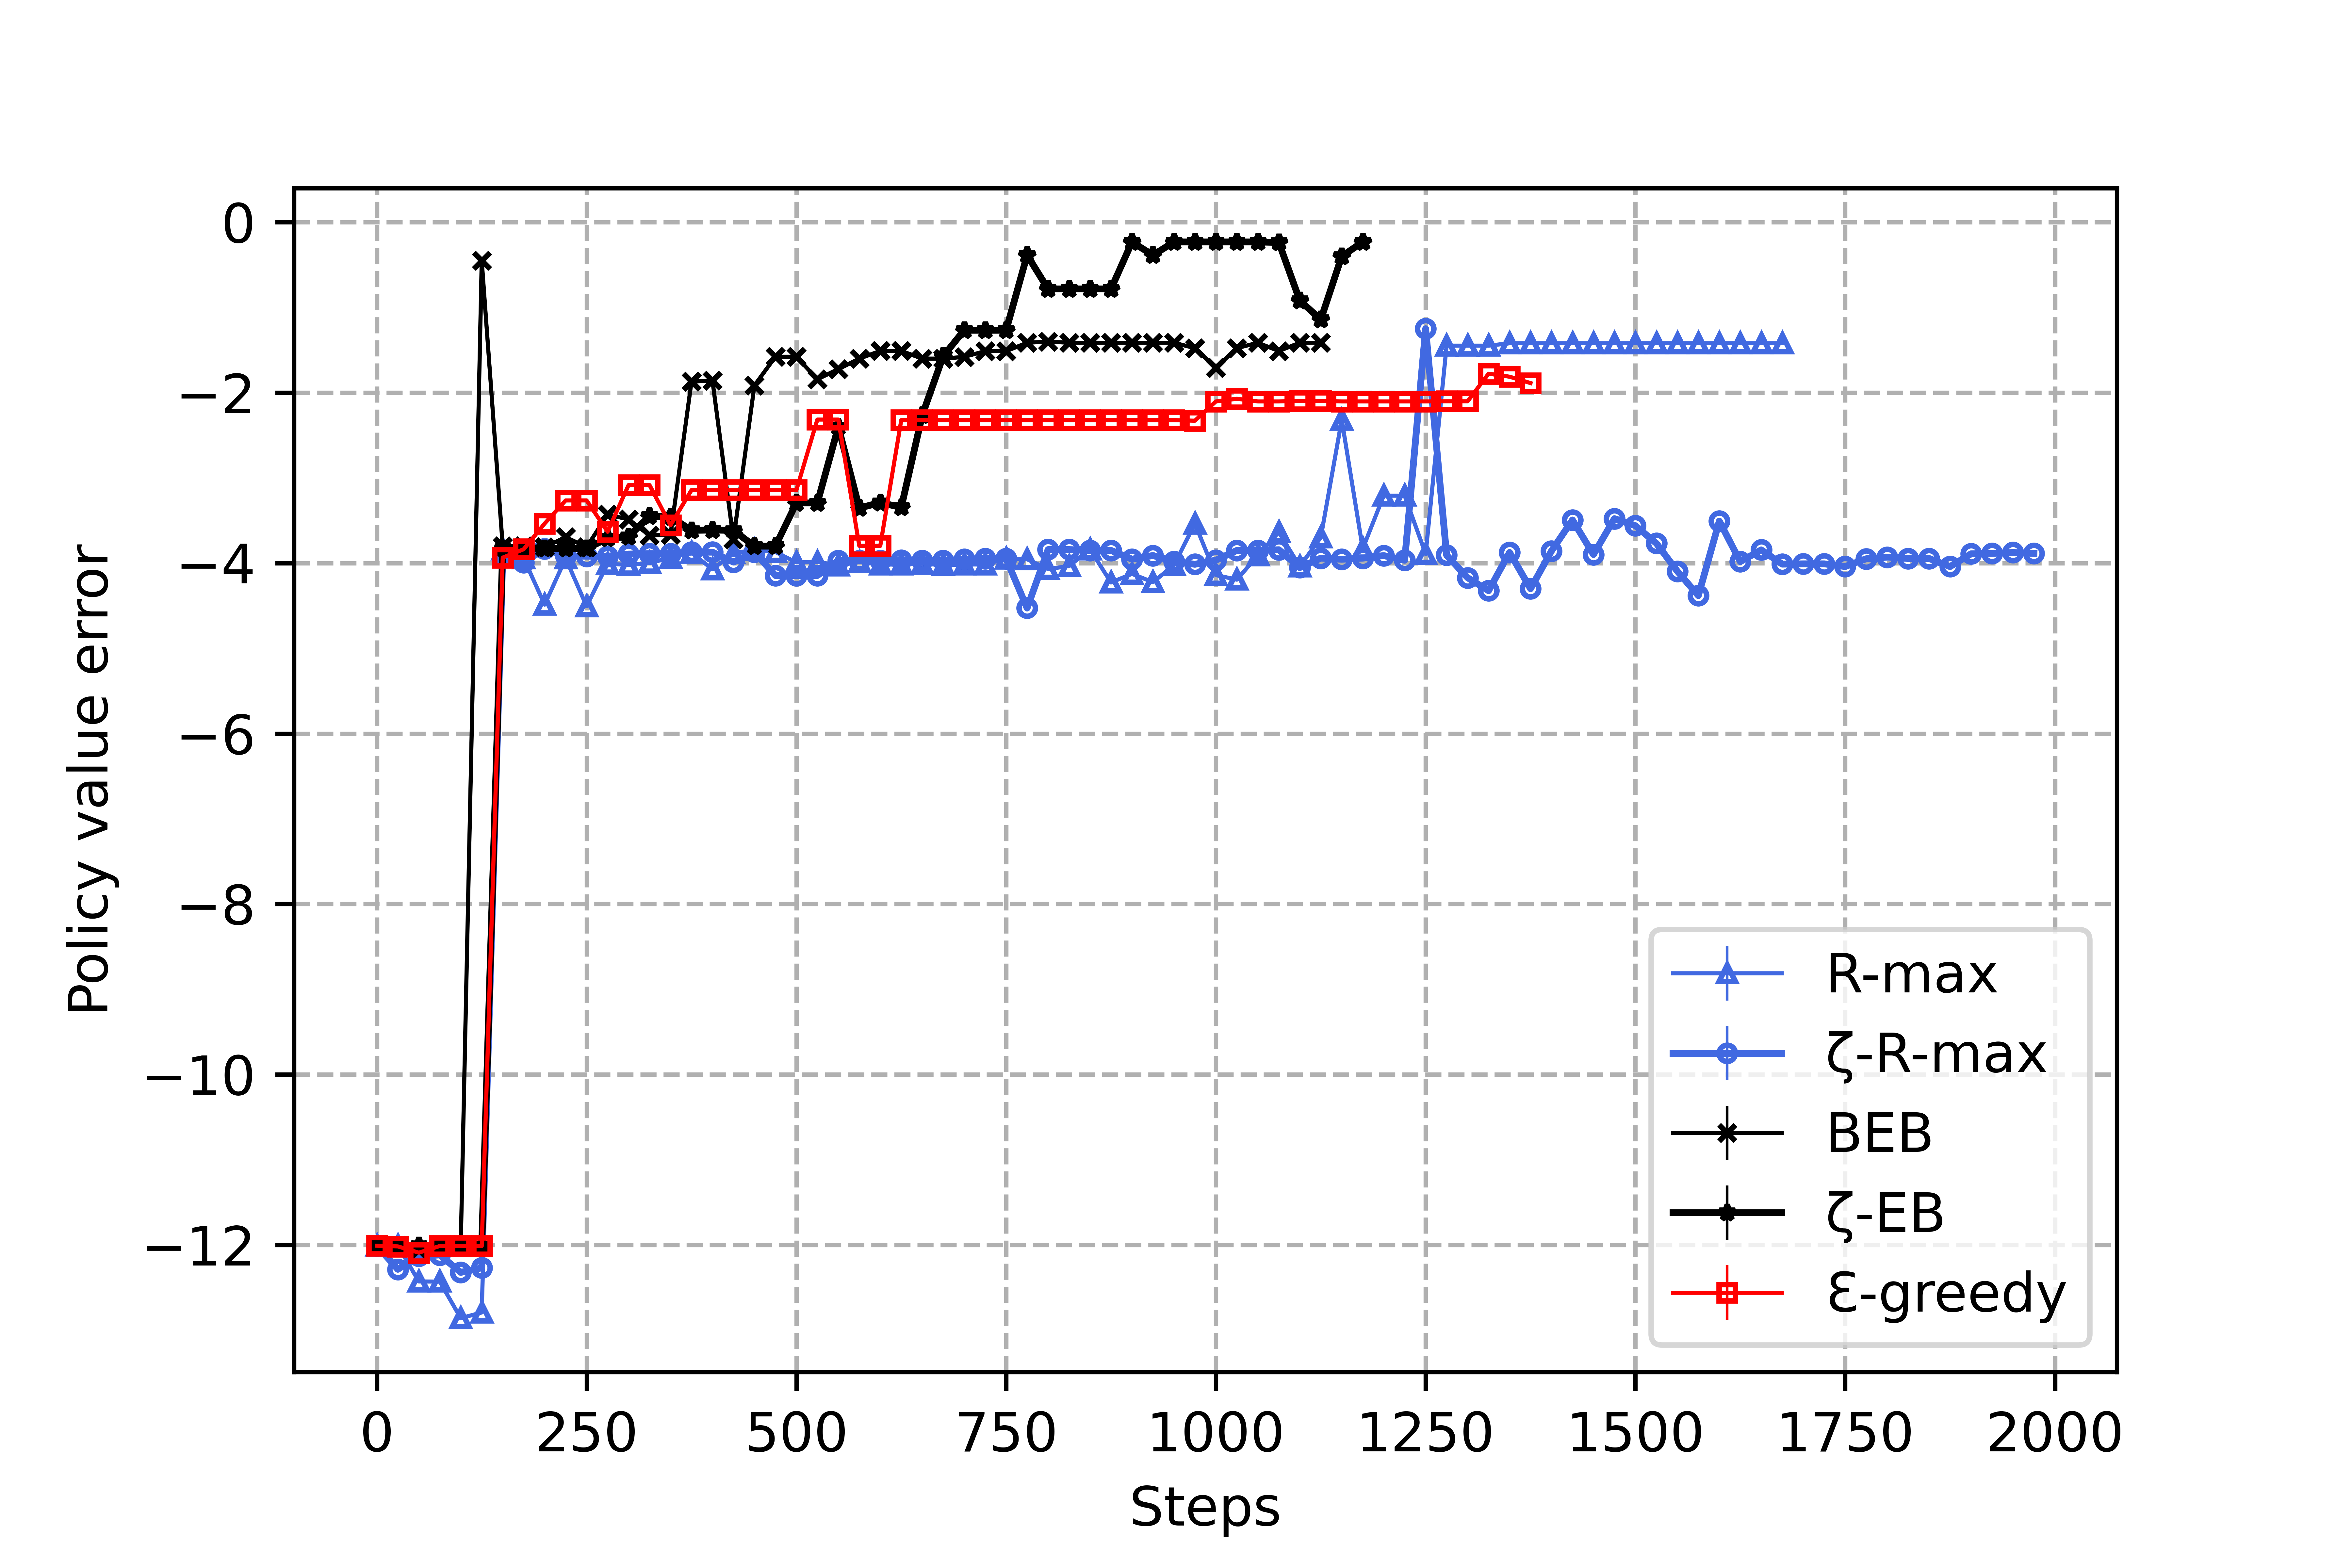 0
−2
−4
−6
−8
−10
−12
Policy value error
0 250 500 750 1000 1250 1500 1750 2000
Steps
R-max
ζ-R-max
BEB
ζ-EB
Ɛ-greedy